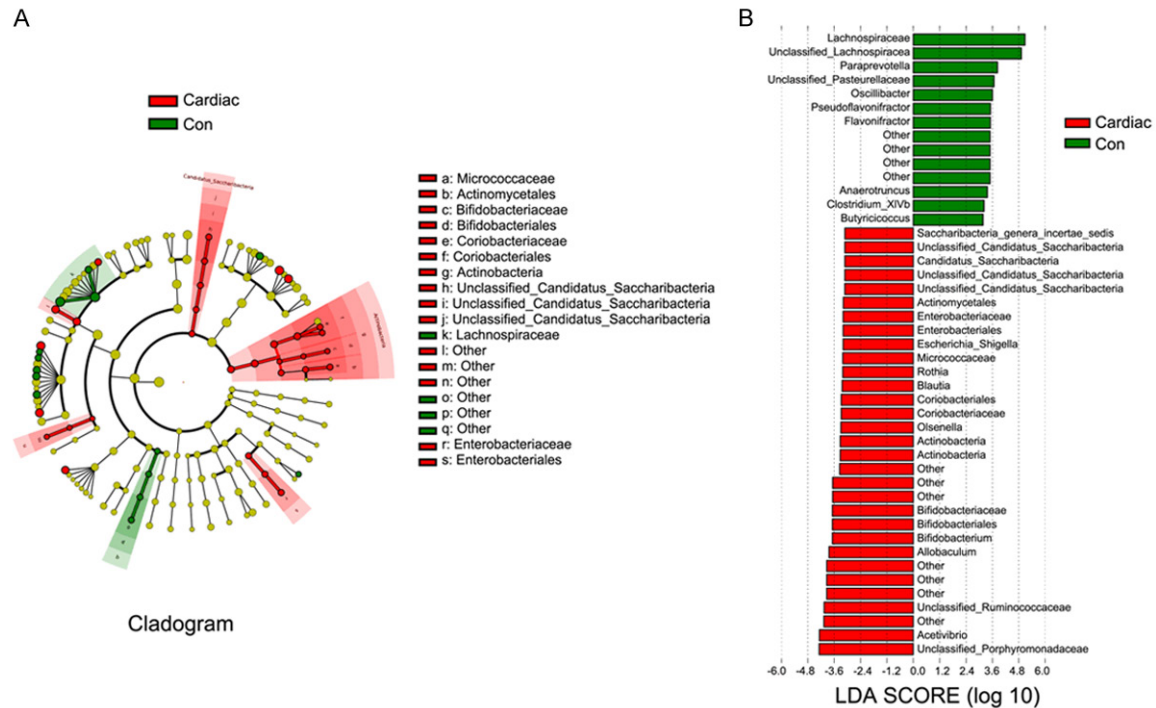 A
Cardiac
Con
Candidatus_Saccharibacteria
Actinobacteria
a: Micrococcaceae
b: Actinomycetales
c: Bifidobacteriaceae
d: Bifidobacteriales
e: Coriobacteriaceae
f: Coriobacteriales
g: Actinobacteria
h: Unclassified_Candidatus_Saccharibacteria
i: Unclassified_Candidatus_Saccharibacteria
j: Unclassified_Candidatus_Saccharibacteria
k: Lachnospiraceae
l: Other
m: Other
n: Other
o: Other
p: Other
q: Other
r: Enterobacteriaceae
s: Enterobacteriales
Cladogram
B
Lachnospiraceae
Unclassified_Lachnospiracea
Paraprevotella
Unclassified_Pasteurellaceae
Oscillibacter
Pseudoflavonifractor
Flavonifractor
Other
Other
Other
Other
Anaerotruncus
Clostridium_XIVb
Butyricicoccus
Cardiac
Con
Saccharibacteria_genera_incertae_sedis
Unclassified_Candidatus_Saccharibacteria
Candidatus_Saccharibacteria
Unclassified_Candidatus_Saccharibacteria
Unclassified_Candidatus_Saccharibacteria
Actinomycetales
Enterobacteriaceae
Enterobacteriales
Escherichia_Shigella
Micrococcaceae
Rothia
Blautia
Coriobacteriales
Coriobacteriaceae
Olsenella
Actinobacteria
Actinobacteria
Other
Other
Other
Bifidobacteriaceae
Bifidobacteriales
Bifidobacterium
Allobaculum
Other
Other
Other
Unclassified_Ruminococcaceae
Other
Acetivibrio
Unclassified_Porphyromonadaceae
-6.0 -4.8 -3.6 -2.4 -1.2 0.0 1.2 2.4 3.6 4.8 6.0
LDA SCORE (log 10)